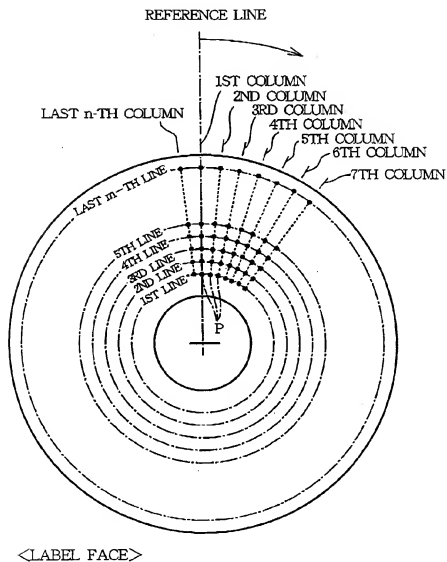 REFERENCE LINE
1ST COLUMN
2ND COLUMN
3RD COLUMN
4TH COLUMN
5TH COLUMN
6TH COLUMN
7TH COLUMN
LAST n-TH COLUMN
LAST m-TH LINE
5TH LINE
4TH LINE
3RD LINE
2ND LINE
1ST LINE
P
<LABEL FACE>